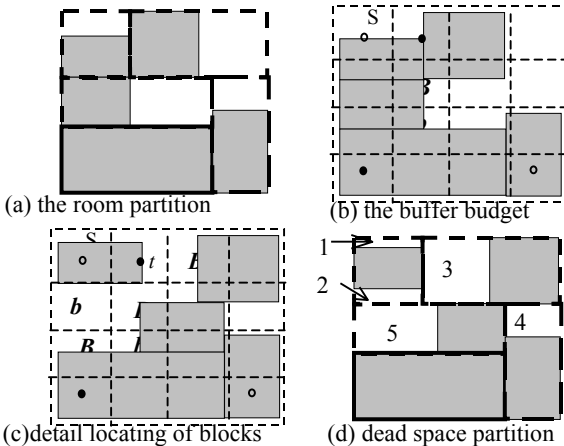 (a) the room partition
S
(b) the buffer budget
S
t
b
B
(c)detail locating of blocks
1
2
3
4
5
(d) dead space partition